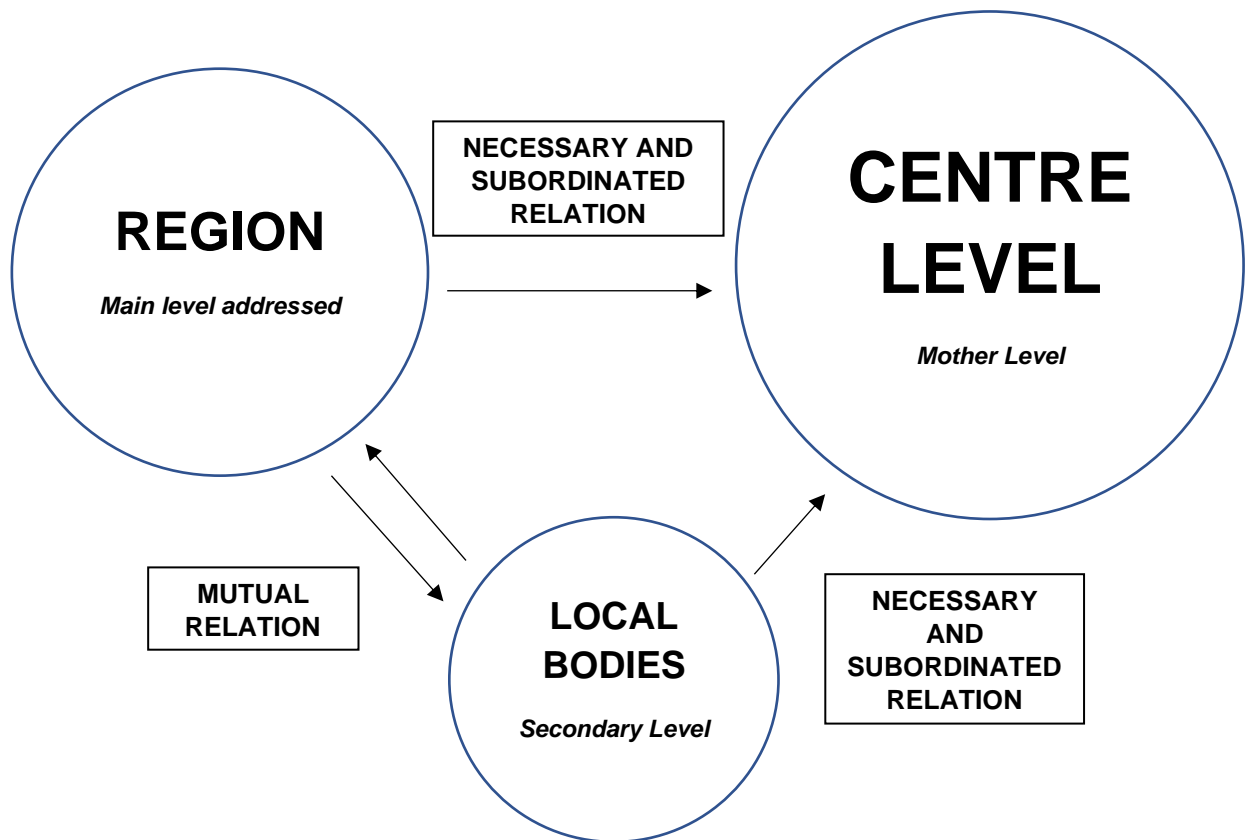 REGION
Main level addressed
NECESSARY AND
SUBORDINATED
RELATION
CENTRE
LEVEL
Mother Level
MUTUAL
RELATION
LOCAL
BODIES
Secondary Level
NECESSARY
AND
SUBORDINATED
RELATION